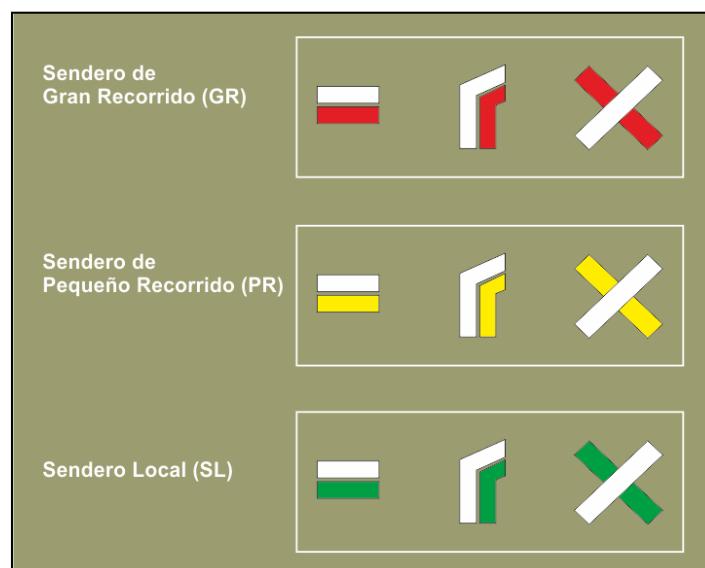 Sendero de
Gran Recorrido (GR)
Sendero de
Pequeño Recorrido (PR)
Sendero Local (SL)